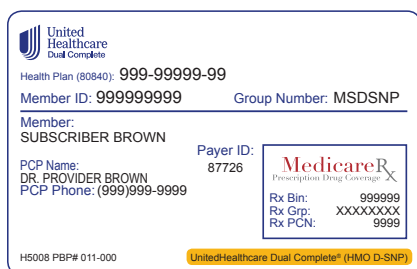 United
Healthcare
Dual Complete
Health Plan (80840): 999-99999-99
Member ID: 999999999 Group Number: MSDSNP
Member:
SUBSCRIBER BROWN
Payer ID:
87726
PCP Name:
DR. PROVIDER BROWN
PCP Phone: (999)999-9999
MedicareRx
Prescription Drug Coverage
Rx Bin: 999999
Rx Grp: XXXXXXXX
Rx PCN: 9999
H5008 PBP# 011-000
UnitedHealthcare Dual Complete® (HMO D-SNP)